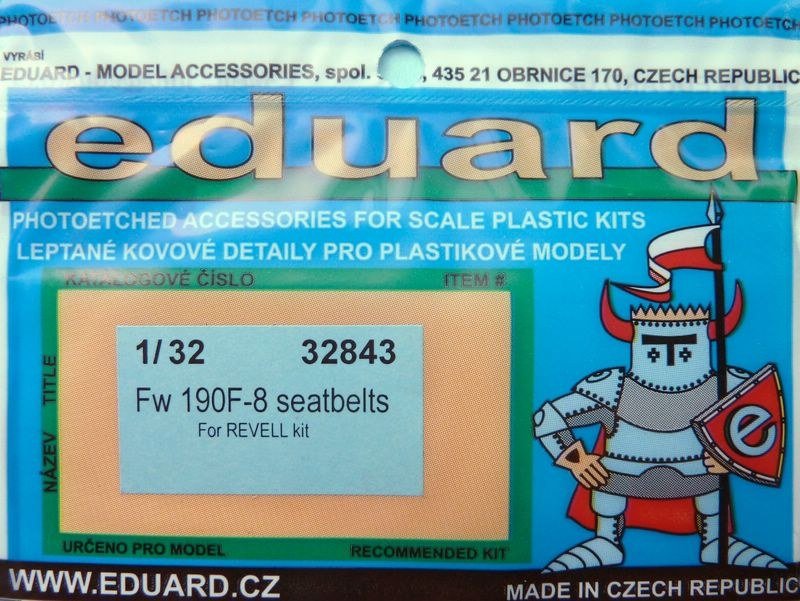 PHOTOETCH PHOTOETCH PHOTOETCH PHOTOETCH PHOTOETCH PHOTOETCH PHOTOETCH PHOTOETCH
VYRÁBÍ
EDUARD - MODEL ACCESSORIES, spol. 435 21 OBRNICE 170, CZECH REPUBLIC
eduard
PHOTOETCHED ACCESSORIES FOR SCALE PLASTIC KITS
LEPTANÉ KOVOVÉ DETAILY PRO PLASTIKOVÉ MODELY
KATALOGOVÉ ČÍSLO ITEM #
NÁZEV TITLE
1/32 32843
Fw 190F-8 seatbelts
For REVELL kit
e
URČENO PRO MODEL RECOMMENDED KIT
WWW.EDUARD.CZ
MADE IN CZECH REPUBLIC